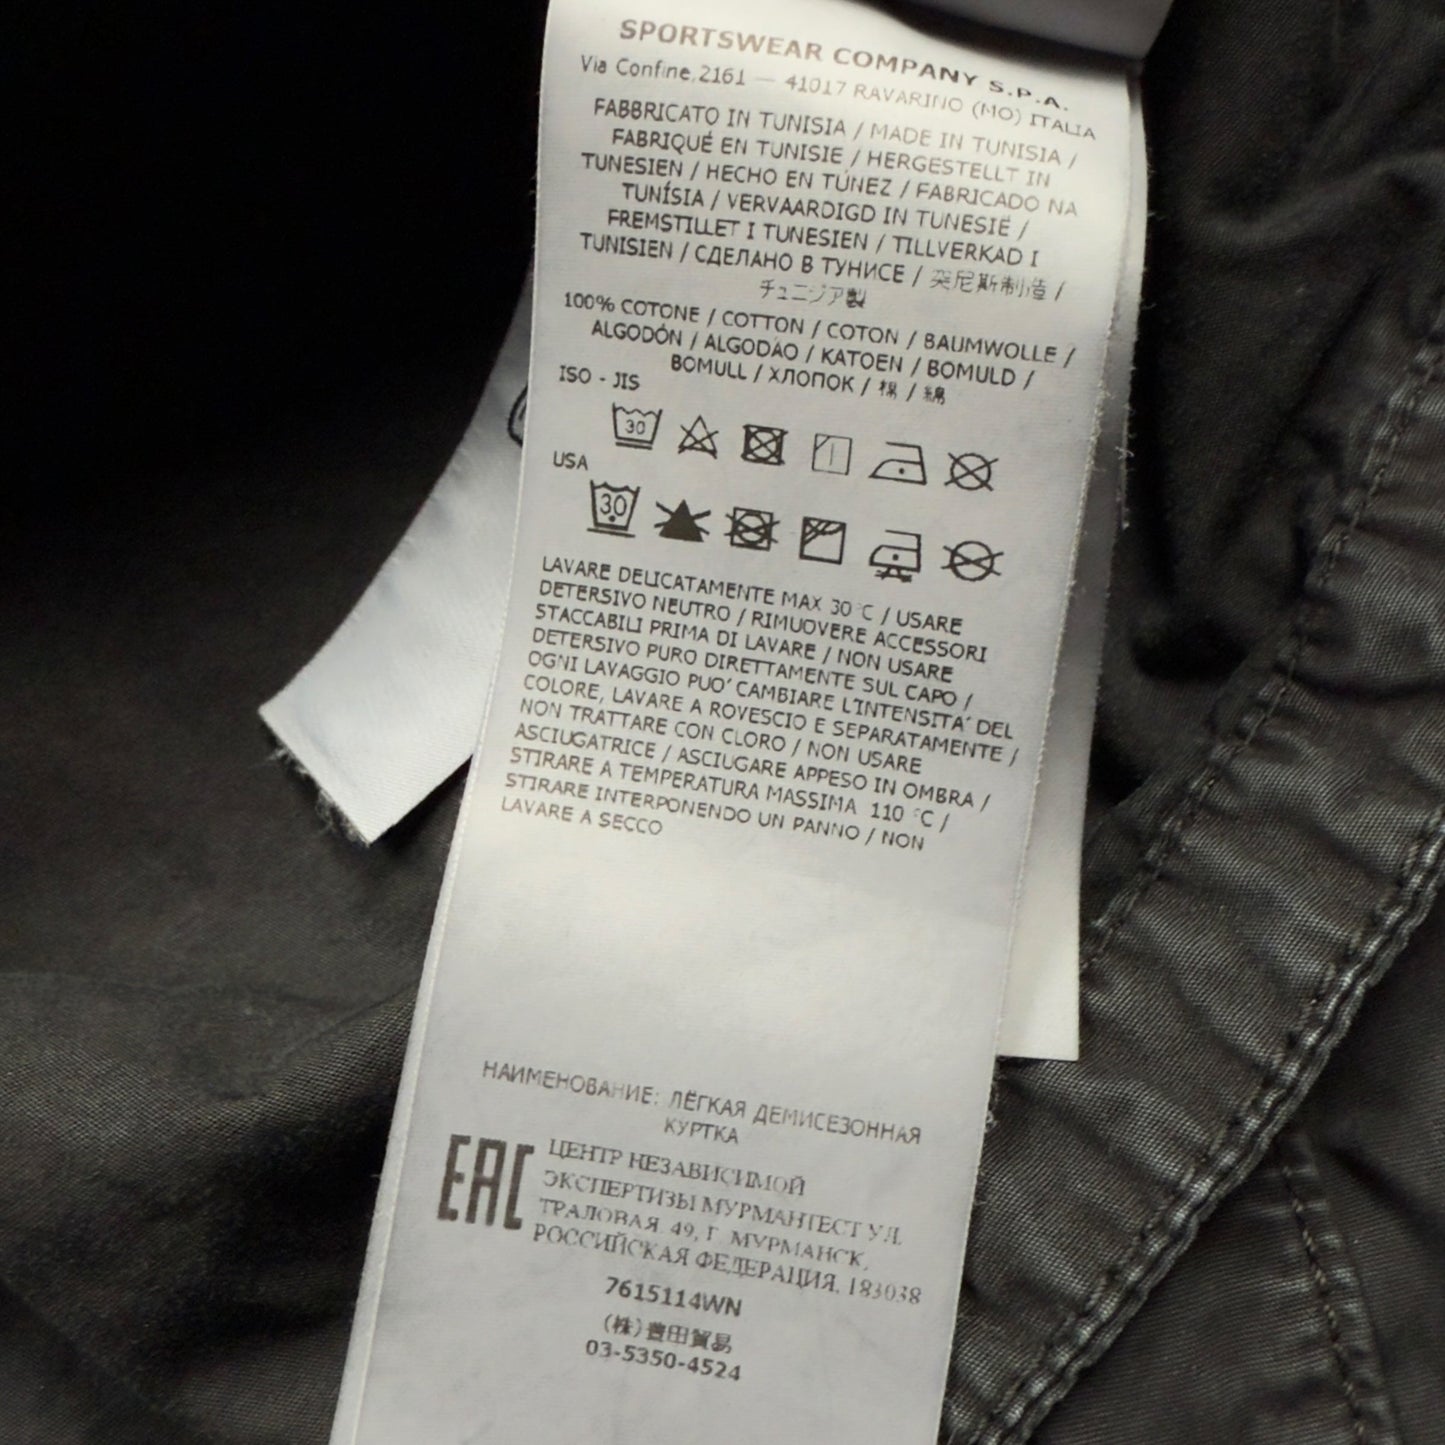 SPORTSWEAR COMPANY S.P.A.
Via Confine,2161 — 41017 RAVARINO (MO) ITALIA
FABBRICATO IN TUNISIA / MADE IN TUNISIA /
FABRIQUÉ EN TUNISIE / HERGESTELLT IN
TUNESIEN / HECHO EN TÚNEZ / FABRICADO NA
TUNÍSIA / VERVAARDIGD IN TUNESIË /
FREMSTILLET I TUNESIEN / TILLVERKAD I
TUNISIEN / СДЕЛАНО В ТУНИСЕ / 突尼斯制造 /
チュニジア製
100% COTONE / COTTON / COTON / BAUMWOLLE /
ALGODÓN / ALGODÃO / KATOEN / BOMULD /
BOMULL / ХЛОПОК / 棉 / 綿
ISO - JIS
30
USA
30
LAVARE DELICATAMENTE MAX 30°C / USARE
DETERSIVO NEUTRO / RIMUOVERE ACCESSORI
STACCABILI PRIMA DI LAVARE / NON USARE
DETERSIVO PURO DIRETTAMENTE SUL CAPO /
OGNI LAVAGGIO PUO' CAMBIARE L'INTENSITA' DEL
COLORE, LAVARE A ROVESCIO E SEPARATAMENTE /
NON TRATTARE CON CLORO / NON USARE
ASCIUGATRICE / ASCIUGARE APPESO IN OMBRA /
STIRARE A TEMPERATURA MASSIMA 110 °C /
STIRARE INTERPONENDO UN PANNO / NON
LAVARE A SECCO
НАИМЕНОВАНИЕ: ЛЁГКАЯ ДЕМИСЕЗОННАЯ
КУРТКА
EAC
ЦЕНТР НЕЗАВИСИМОЙ
ЭКСПЕРТИЗЫ МУРМАНТЕСТ УЛ.
ТРАЛОВАЯ, 49, Г. МУРМАНСК,
РОССИЙСКАЯ ФЕДЕРАЦИЯ, 183038
7615114WN
(株)豊田貿易
03-5350-4524